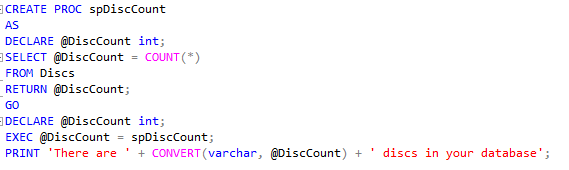 CREATE PROC spDiscCount
AS
DECLARE @DiscCount int;
SELECT @DiscCount = COUNT(*)
FROM Discs
RETURN @DiscCount;
GO
DECLARE @DiscCount int;
EXEC @DiscCount = spDiscCount;
PRINT 'There are ' + CONVERT(varchar, @DiscCount) + ' discs in your database';